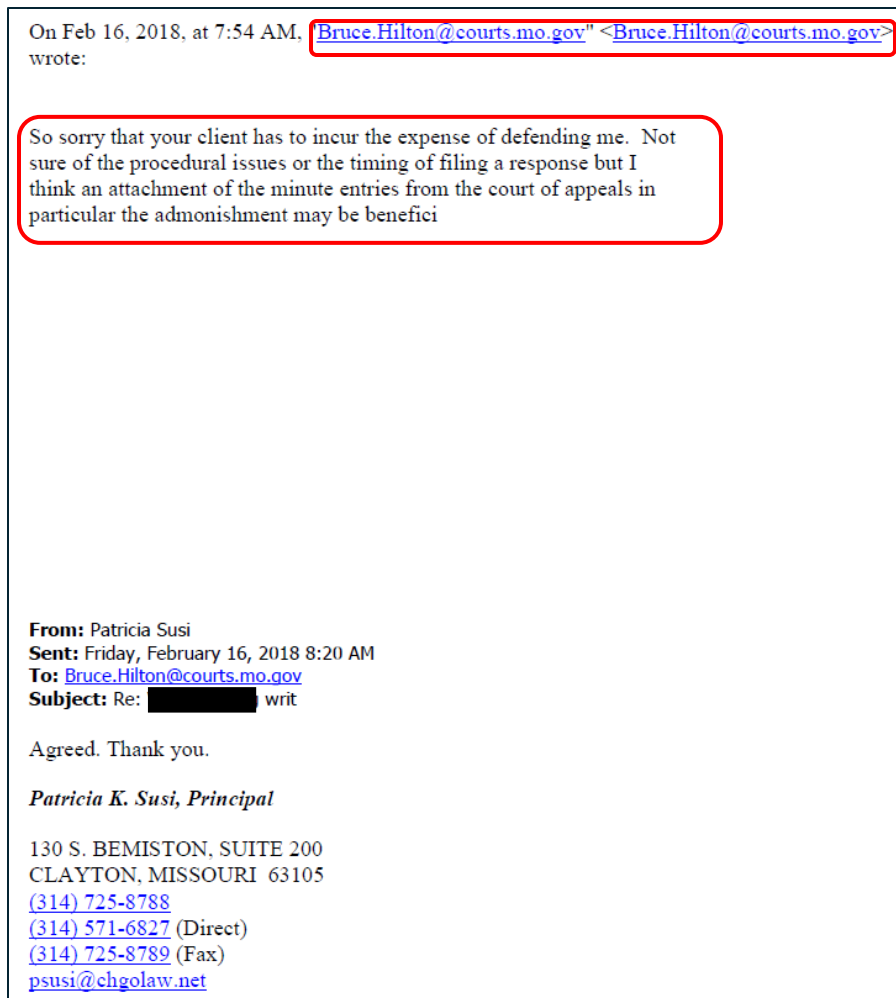 On Feb 16, 2018, at 7:54 AM, "Bruce.Hilton@courts.mo.gov" <Bruce.Hilton@courts.mo.gov>
wrote:
So sorry that your client has to incur the expense of defending me.  Not
sure of the procedural issues or the timing of filing a response but I
think an attachment of the minute entries from the court of appeals in
particular the admonishment may be benefici
From: Patricia Susi
Sent: Friday, February 16, 2018 8:20 AM
To: Bruce.Hilton@courts.mo.gov
Subject: Re: writ
Agreed. Thank you.
Patricia K. Susi, Principal
130 S. BEMISTON, SUITE 200
CLAYTON, MISSOURI  63105
(314) 725-8788
(314) 571-6827 (Direct)
(314) 725-8789 (Fax)
psusi@chgolaw.net